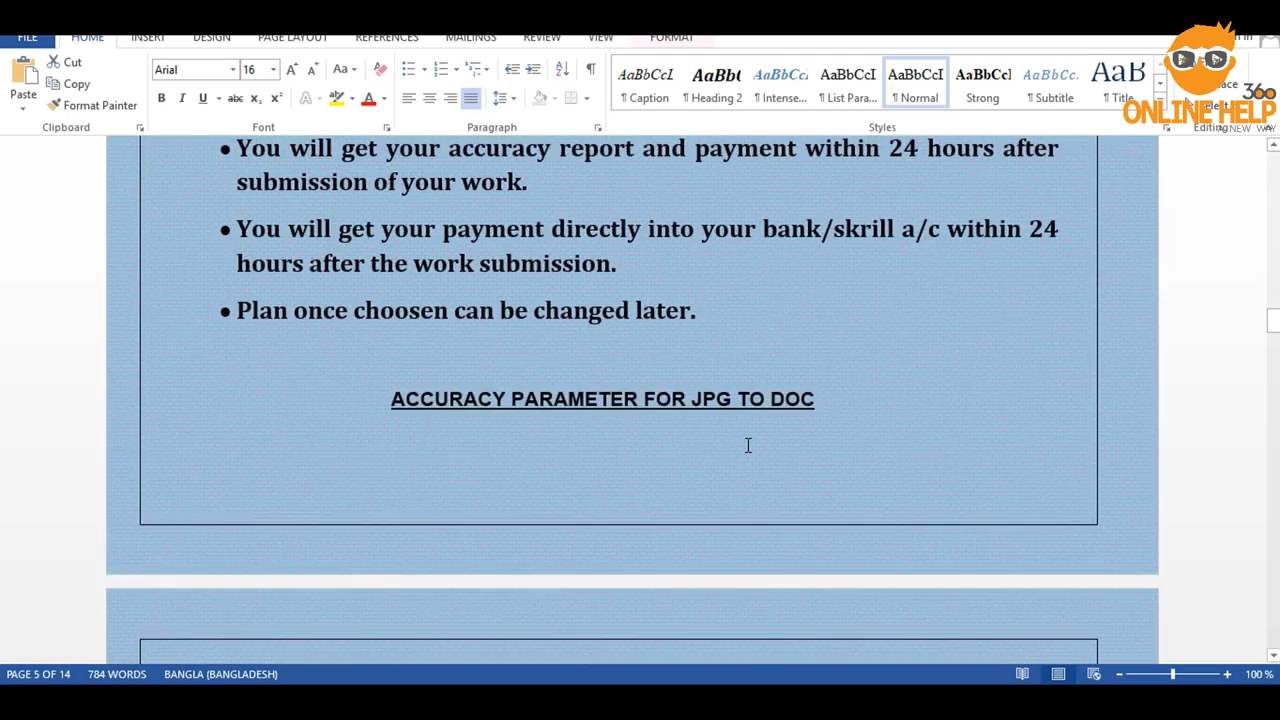 FILE HOME INSERT DESIGN PAGE LAYOUT REFERENCES MAILINGS REVIEW VIEW FORMAT
Cut
Copy
Format Painter
Paste
Clipboard
Arial 16
Font
Paragraph
AaBbCcL AaBbC AaBbCc AaBbCcI AaBbCcI AaBbCcI AaBbCcL AaB
¶ Caption ¶ Heading 2 ¶ Intense... ¶ List Para... ¶ Normal Strong ¶ Subtitle ¶ Title
Styles
Editing
360
ONLINE HELP
A NEW WAY
• You will get your accuracy report and payment within 24 hours after
submission of your work.
• You will get your payment directly into your bank/skrill a/c within 24
hours after the work submission.
• Plan once choosen can be changed later.
ACCURACY PARAMETER FOR JPG TO DOC
PAGE 5 OF 14 784 WORDS BANGLA (BANGLADESH) 100 %